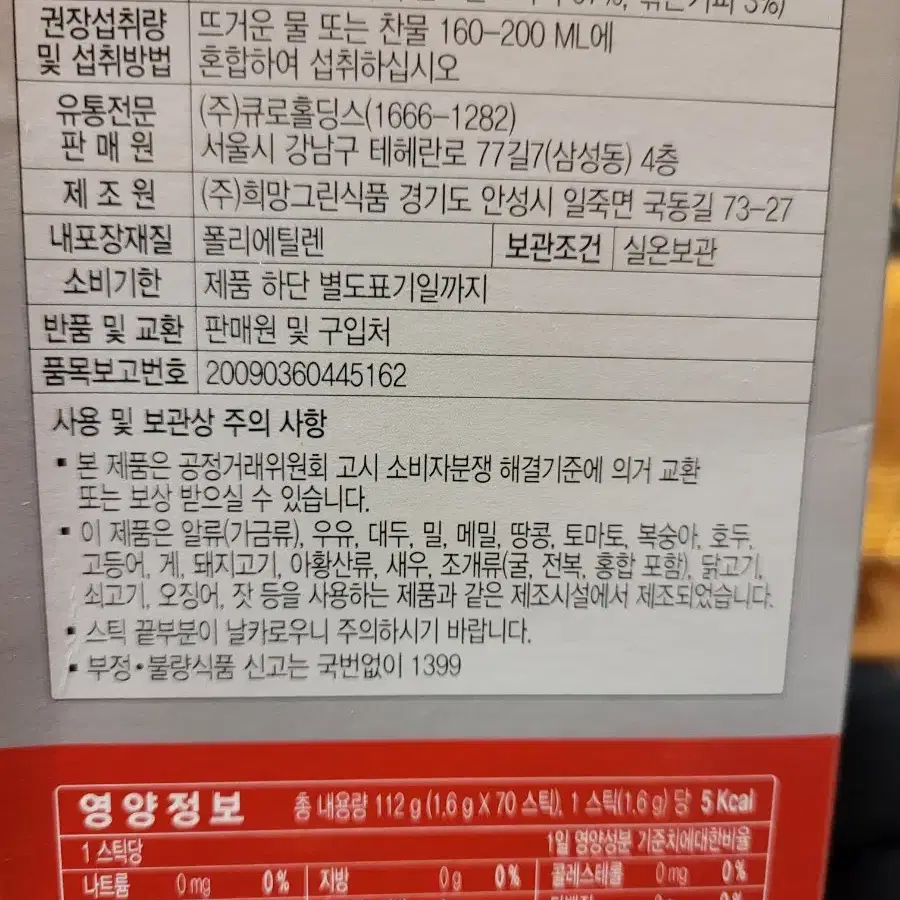 권장섭취량 뜨거운 물 또는 찬물 160-200 ML에
및 섭취방법 혼합하여 섭취하십시오
유통전문 (주)큐로홀딩스(1666-1282)
판 매 원 서울시 강남구 테헤란로 77길7(삼성동) 4층
제 조 원 (주)희망그린식품 경기도 안성시 일죽면 국동길 73-27
내포장재질 폴리에틸렌 보관조건 실온보관
소비기한 제품 하단 별도표기일까지
반품 및 교환 판매원 및 구입처
품목보고번호 20090360445162
사용 및 보관상 주의 사항
▪ 본 제품은 공정거래위원회 고시 소비자분쟁 해결기준에 의거 교환
또는 보상 받으실 수 있습니다.
▪ 이 제품은 알류(가금류), 우유, 대두, 밀, 메밀, 땅콩, 토마토, 복숭아, 호두,
고등어, 게, 돼지고기, 아황산류, 새우, 조개류(굴, 전복, 홍합 포함), 닭고기,
쇠고기, 오징어, 잣 등을 사용하는 제품과 같은 제조시설에서 제조되었습니다.
▪ 스틱 끝부분이 날카로우니 주의하시기 바랍니다.
▪ 부정•불량식품 신고는 국번없이 1399
영양정보 총 내용량 112 g (1.6 g X 70 스틱), 1 스틱(1.6 g) 당 5 Kcal
1 스틱당 1일 영양성분 기준치에대한비율
나트륨 0 mg 0% 지방 0 g 0% 콜레스테롤 0 mg 0%